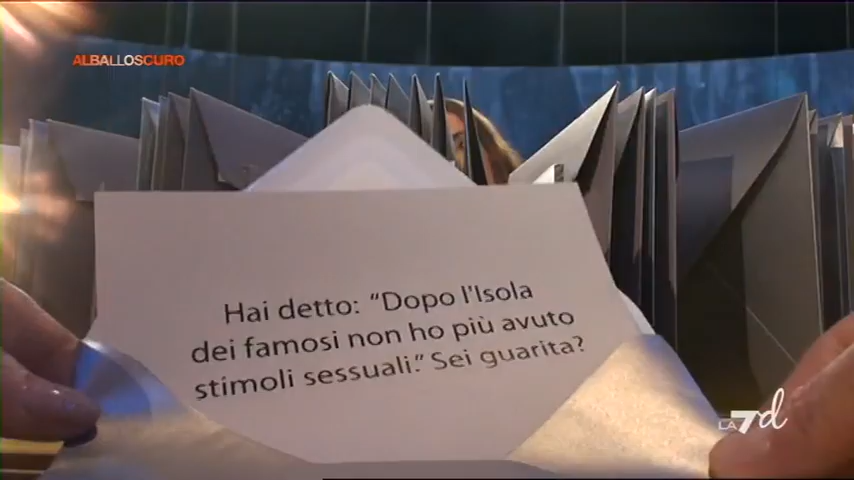 ALBALLOSCURO
Hai detto: "Dopo l'Isola
dei famosi non ho più avuto
stimoli sessuali." Sei guarita?
LA7d